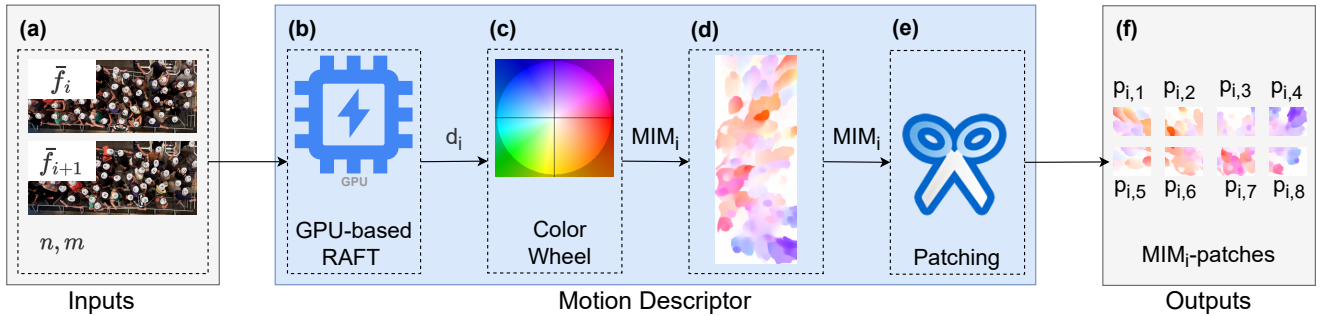 (a)
f̄ᵢ
f̄ᵢ₊₁
n, m
Inputs
(b)
GPU
GPU-based
RAFT
dᵢ
(c)
Color
Wheel
MIMᵢ
(d)
MIMᵢ
(e)
Patching
Motion Descriptor
(f)
pᵢ,₁ pᵢ,₂ pᵢ,₃ pᵢ,₄
pᵢ,₅ pᵢ,₆ pᵢ,₇ pᵢ,₈
MIMᵢ-patches
Outputs